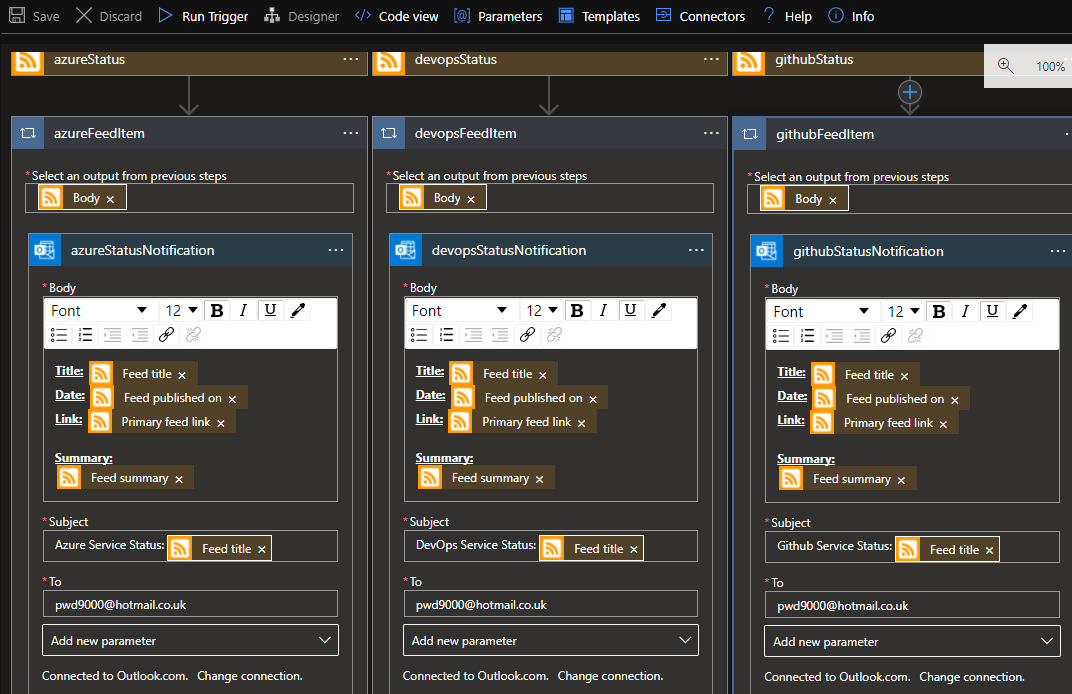 Save Discard Run Trigger Designer Code view Parameters Templates Connectors Help Info
100%
azureStatus
azureFeedItem
*Select an output from previous steps
Body
azureStatusNotification
*Body
Font 12 B I U
Title: Feed title
Date: Feed published on
Link: Primary feed link
Summary:
Feed summary
*Subject
Azure Service Status: Feed title
*To
pwd9000@hotmail.co.uk
Add new parameter
Connected to Outlook.com. Change connection.
devopsStatus
devopsFeedItem
*Select an output from previous steps
Body
devopsStatusNotification
*Body
Font 12 B I U
Title: Feed title
Date: Feed published on
Link: Primary feed link
Summary:
Feed summary
*Subject
DevOps Service Status: Feed title
*To
pwd9000@hotmail.co.uk
Add new parameter
Connected to Outlook.com. Change connection.
githubStatus
githubFeedItem
*Select an output from previous steps
Body
githubStatusNotification
*Body
Font 12 B I U
Title: Feed title
Date: Feed published on
Link: Primary feed link
Summary:
Feed summary
*Subject
Github Service Status: Feed title
*To
pwd9000@hotmail.co.uk
Add new parameter
Connected to Outlook.com. Change connection.